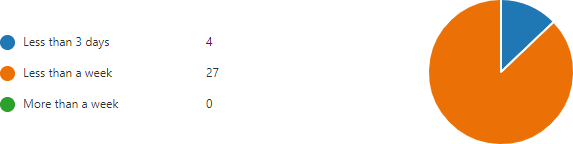 Less than 3 days 4
Less than a week 27
More than a week 0